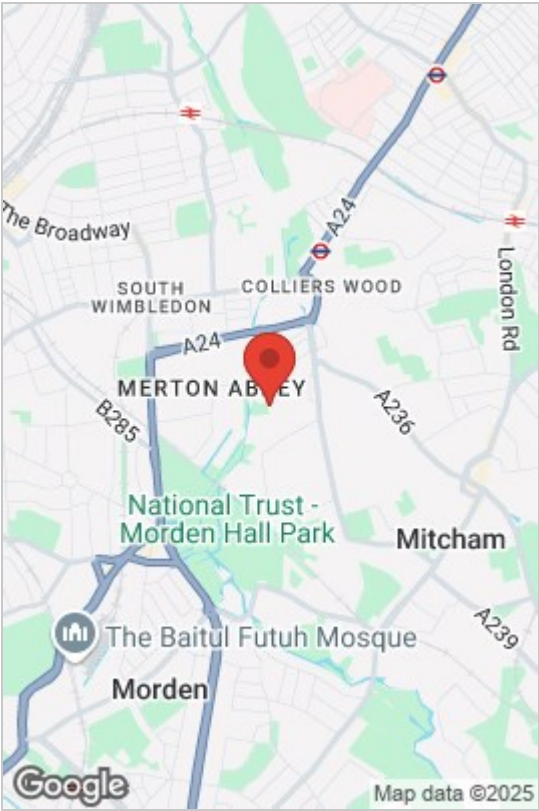 A24
The Broadway
London Rd
SOUTH
WIMBLEDON
COLLIERS WOOD
A24
MERTON ABBEY
A236
B285
National Trust -
Morden Hall Park
Mitcham
A239
The Baitul Futuh Mosque
Morden
Google
Map data ©2025